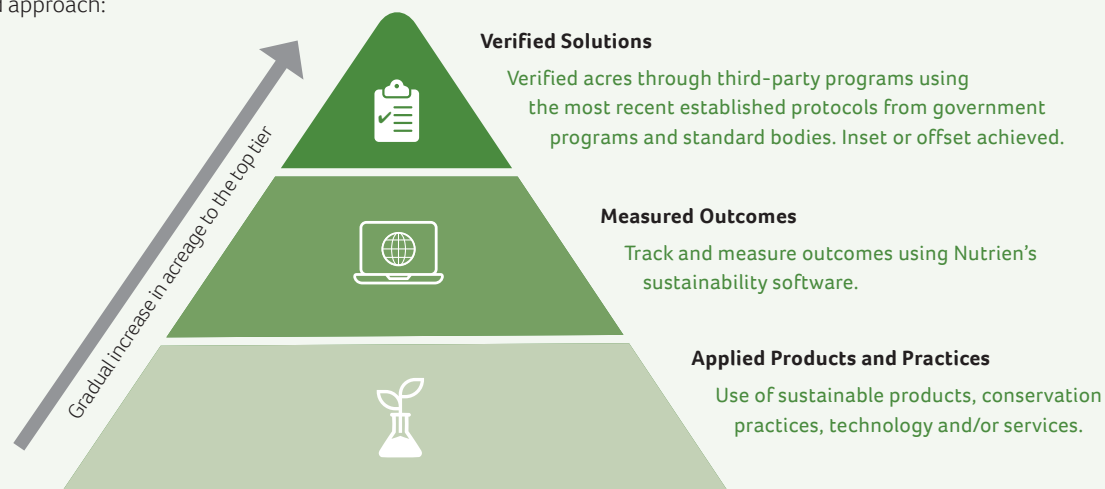 approach:
Verified Solutions
Verified acres through third-party programs using
the most recent established protocols from government
programs and standard bodies. Inset or offset achieved.
Gradual increase in acreage to the top tier
Measured Outcomes
Track and measure outcomes using Nutrien's
sustainability software.
Applied Products and Practices
Use of sustainable products, conservation
practices, technology and/or services.